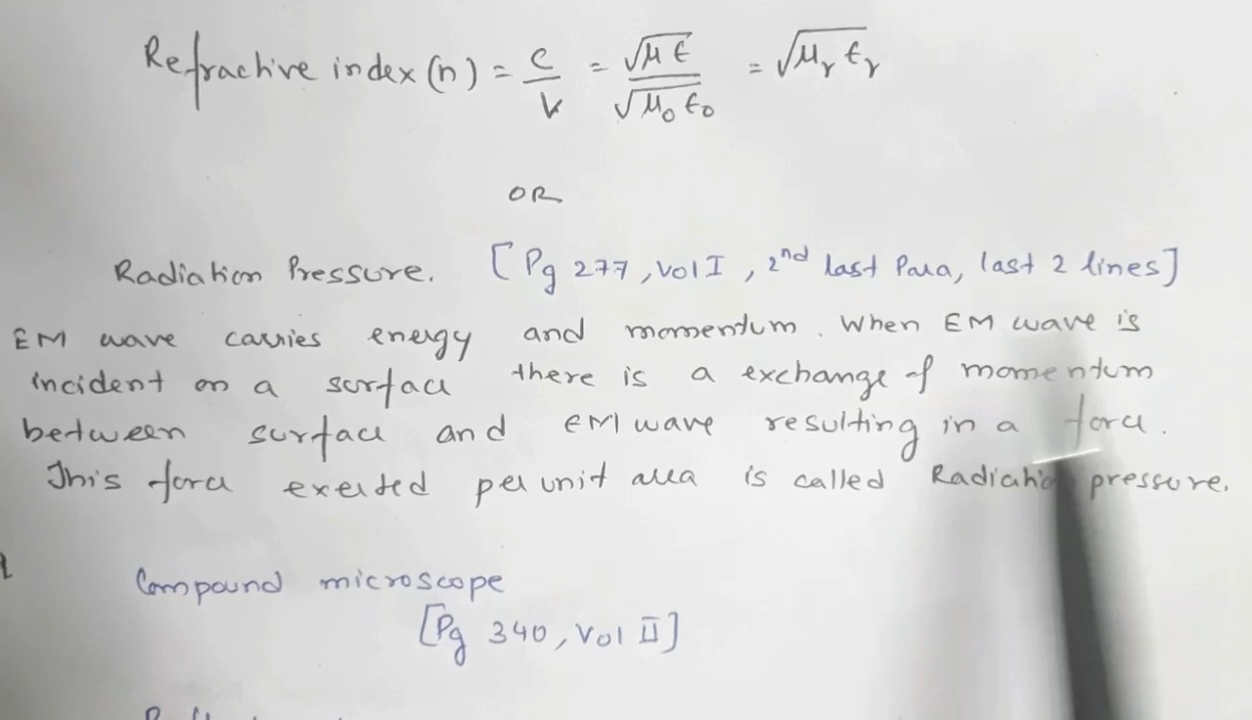 Refractive index (n) = c/v = √με / √μ₀ε₀ = √μᵣεᵣ
OR
Radiation Pressure. [Pg 277, Vol I, 2nd last Para, last 2 lines]
EM wave carries energy and momentum. When EM wave is
incident on a surface there is a exchange of momentum
between surface and EM wave resulting in a force.
This force exerted per unit area is called Radiation pressure.
Compound microscope
[Pg 340, Vol II]